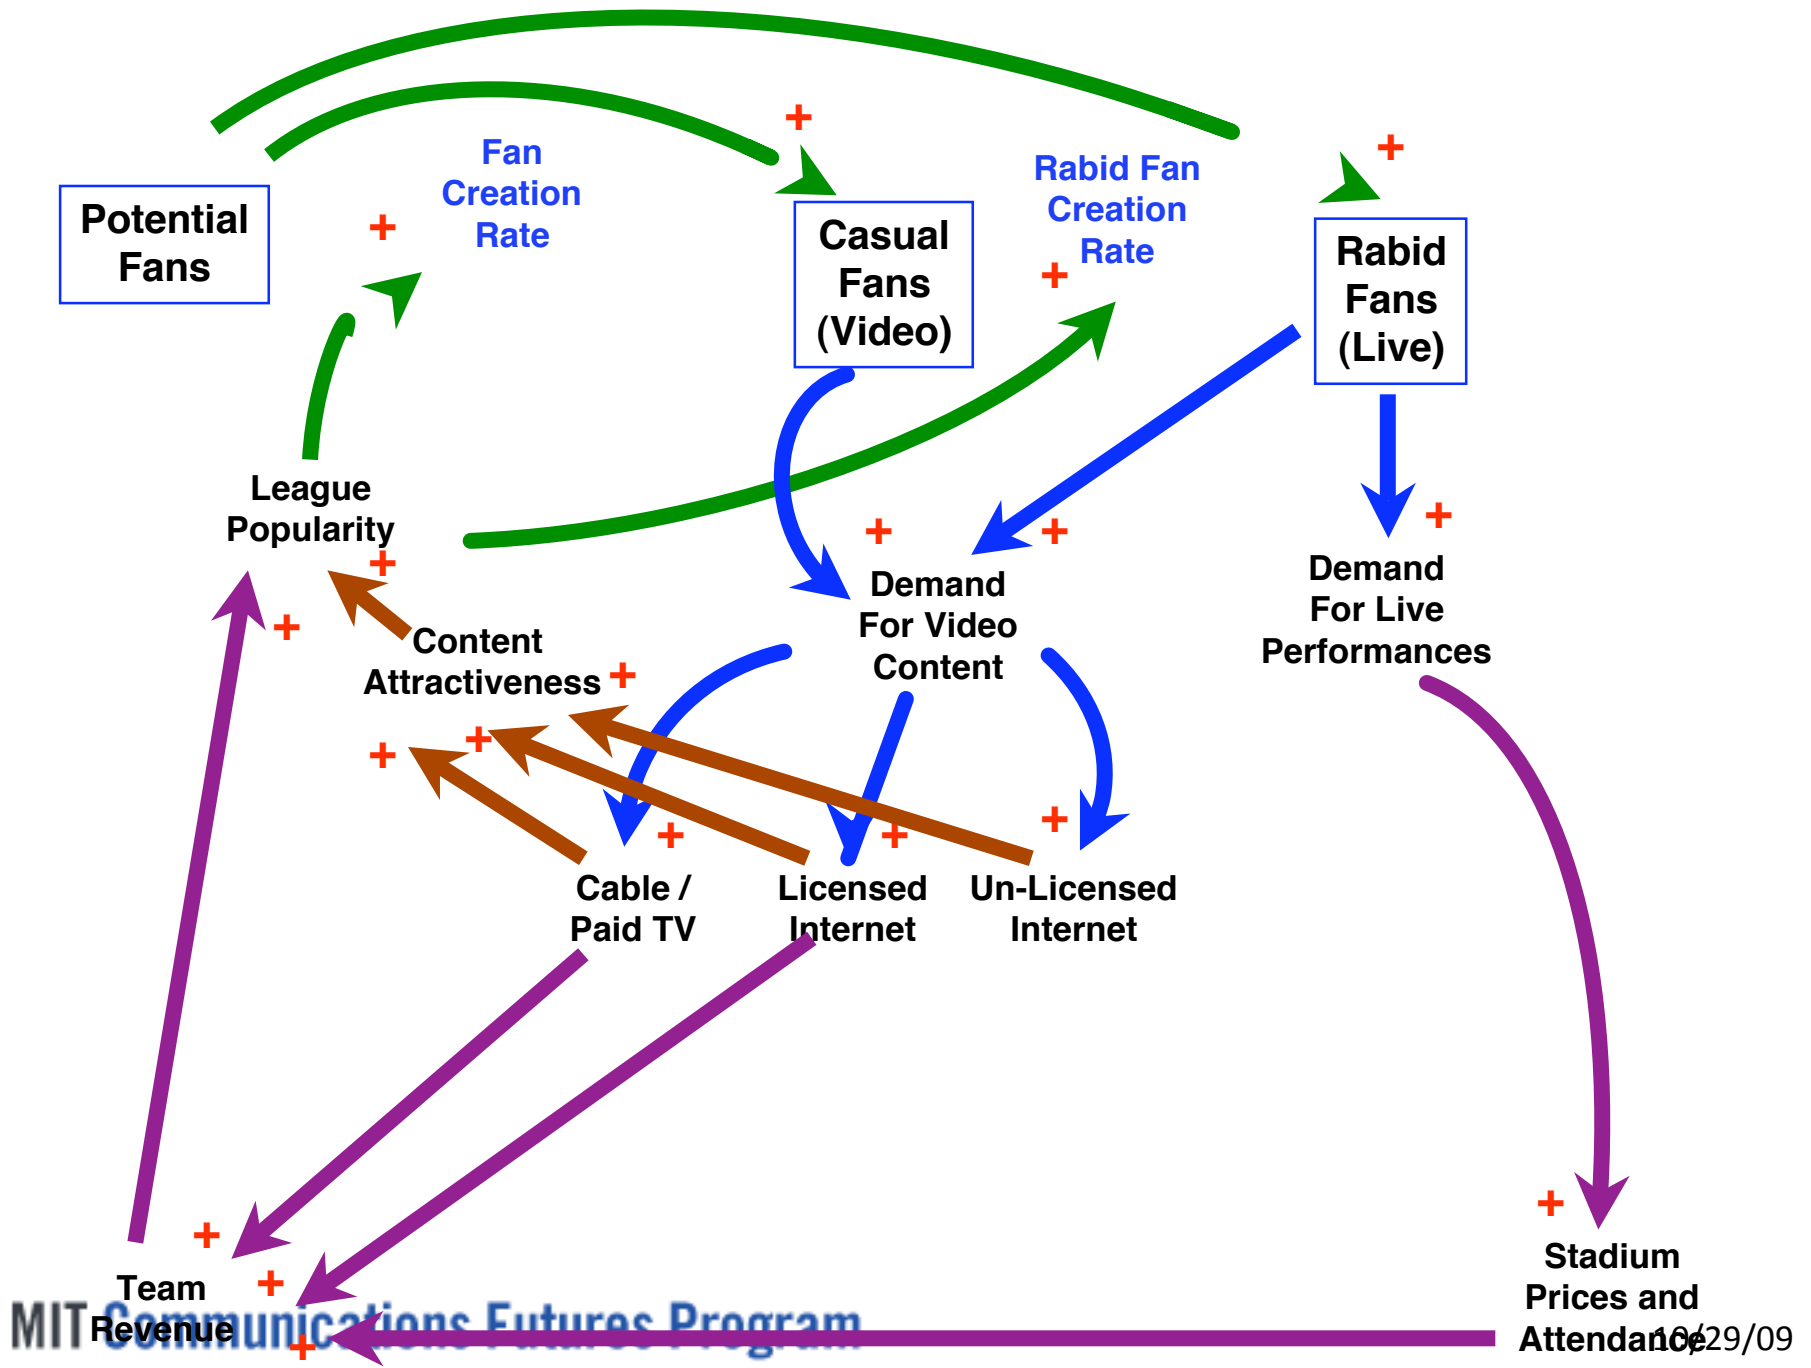 Potential
Fans
+
Fan
Creation
Rate
+
Casual
Fans
(Video)
Rabid Fan
Creation
Rate
+
+
Rabid
Fans
(Live)
League
Popularity
+
+
Content
Attractiveness
+
+
+
+
+
Demand
For Video
Content
+
Demand
For Live
Performances
+
+
+
Cable /
Paid TV
Licensed
Internet
Un-Licensed
Internet
+
+
+
Team
Revenue
+
Stadium
Prices and
Attendance
MIT Communications Futures Program
10/29/09